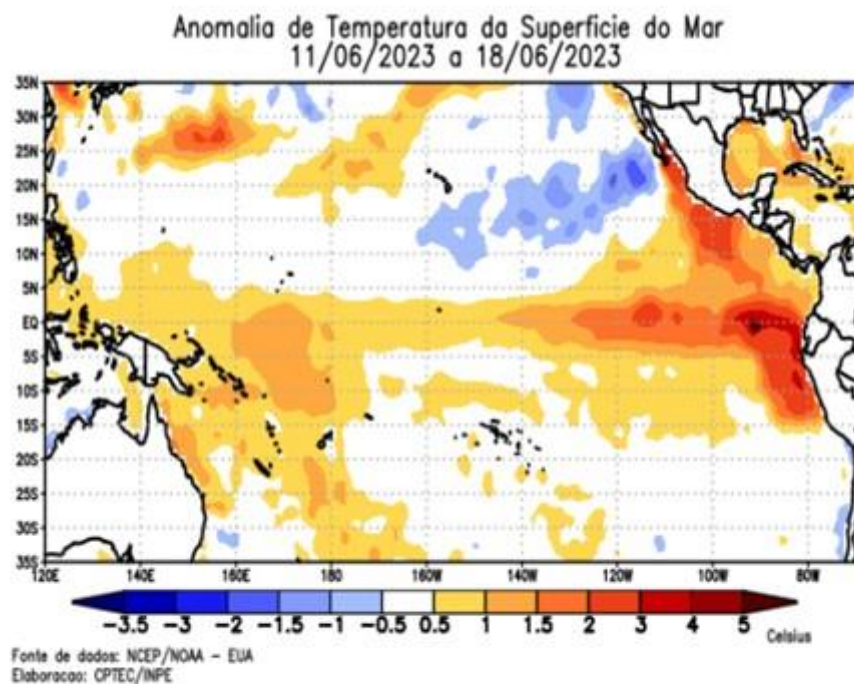 Anomalia de Temperatura da Superficie do Mar
11/06/2023 a 18/06/2023
35N
30N
25N
20N
15N
10N
5N
EQ
5S
10S
15S
20S
25S
30S
35S
120E 140E 160E 180 160W 140W 120W 100W 80W
-3.5 -3 -2 -1.5 -1 -0.5 0.5 1 1.5 2 3 4 5 Celsius
Fonte de dados: NCEP/NOAA - EUA
Elaboracao: CPTEC/INPE